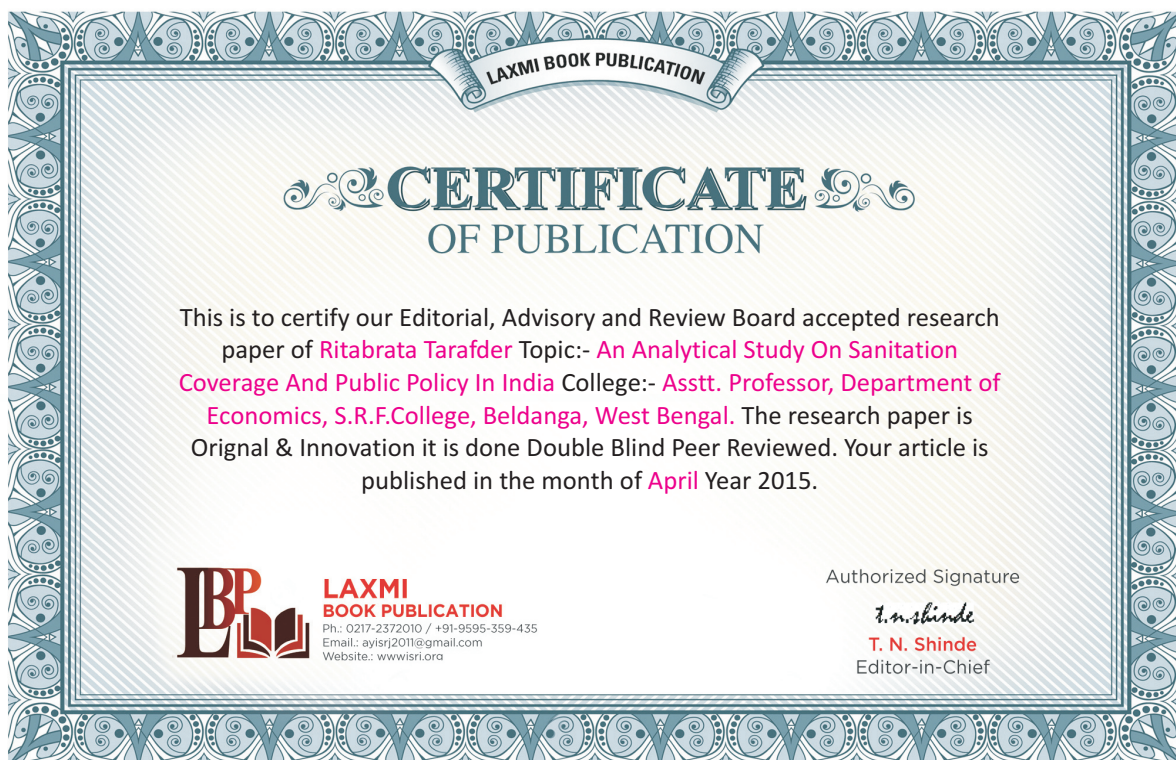 LAXMI BOOK PUBLICATION
CERTIFICATE
OF PUBLICATION
This is to certify our Editorial, Advisory and Review Board accepted research
paper of Ritabrata Tarafder Topic:- An Analytical Study On Sanitation
Coverage And Public Policy In India College:- Asstt. Professor, Department of
Economics, S.R.F.College, Beldanga, West Bengal. The research paper is
Orignal & Innovation it is done Double Blind Peer Reviewed. Your article is
published in the month of April Year 2015.
LBP
LAXMI
BOOK PUBLICATION
Ph.: 0217-2372010 / +91-9595-359-435
Email.: ayisrj2011@gmail.com
Website.: wwwisri.org
Authorized Signature
t.n.shinde
T. N. Shinde
Editor-in-Chief